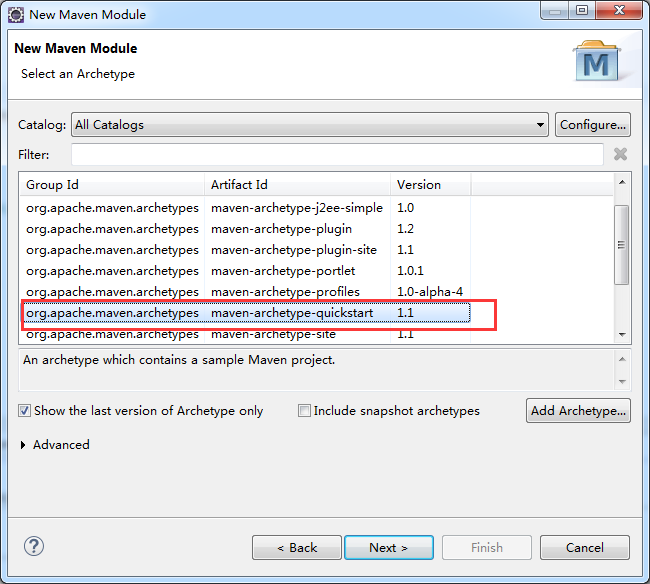 New Maven Module
New Maven Module
Select an Archetype
M
Catalog: All Catalogs Configure...
Filter:
Group Id Artifact Id Version
org.apache.maven.archetypes maven-archetype-j2ee-simple 1.0
org.apache.maven.archetypes maven-archetype-plugin 1.2
org.apache.maven.archetypes maven-archetype-plugin-site 1.1
org.apache.maven.archetypes maven-archetype-portlet 1.0.1
org.apache.maven.archetypes maven-archetype-profiles 1.0-alpha-4
org.apache.maven.archetypes maven-archetype-quickstart 1.1
org.apache.maven.archetypes maven-archetype-site 1.1
An archetype which contains a sample Maven project.
Show the last version of Archetype only Include snapshot archetypes Add Archetype...
Advanced
? < Back Next > Finish Cancel